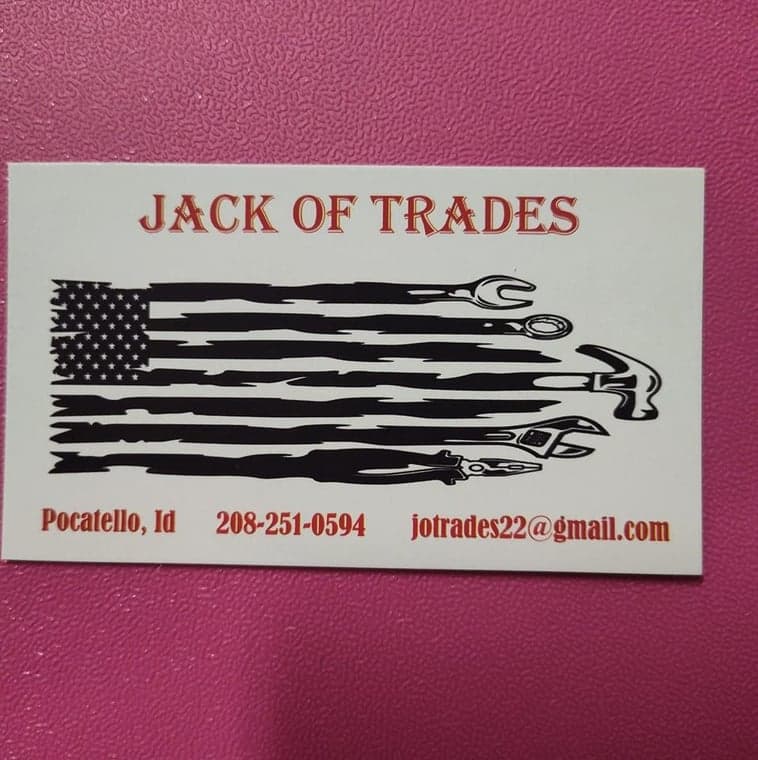 JACK OF TRADES
Pocatello, Id 208-251-0594 jotrades22@gmail.com